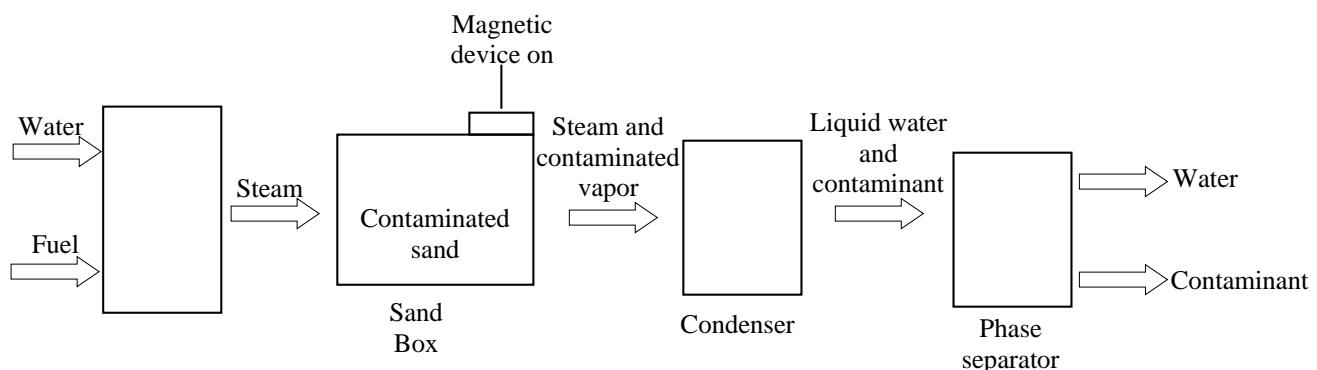 Magnetic
device on
Water
Fuel
Steam
Contaminated
sand
Sand
Box
Steam and
contaminated
vapor
Condenser
Liquid water
and
contaminant
Phase
separator
Water
Contaminant